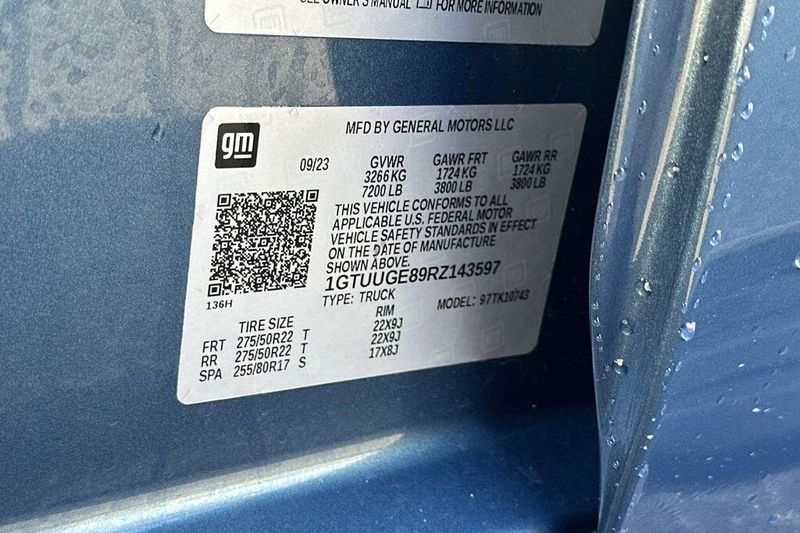 SEE OWNER'S MANUAL FOR MORE INFORMATION
gm
MFD BY GENERAL MOTORS LLC
09/23 GVWR GAWR FRT GAWR RR
3266 KG 1724 KG 1724 KG
7200 LB 3800 LB 3800 LB
THIS VEHICLE CONFORMS TO ALL
APPLICABLE U.S. FEDERAL MOTOR
VEHICLE SAFETY STANDARDS IN EFFECT
ON THE DATE OF MANUFACTURE
SHOWN ABOVE.
136H
1GTUUGE89RZ143597
TYPE: TRUCK MODEL: 97TK10743
TIRE SIZE RIM
FRT 275/50R22 T 22X9J
RR 275/50R22 T 22X9J
SPA 255/80R17 S 17X8J